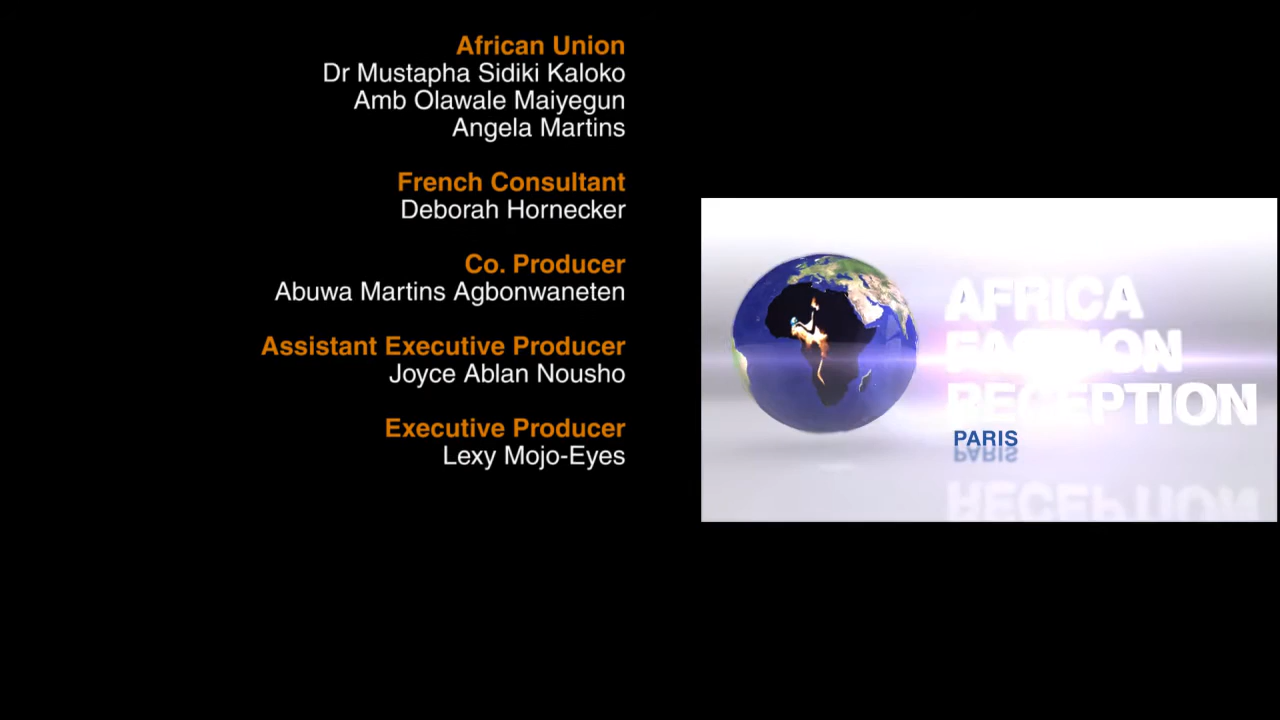 African Union
Dr Mustapha Sidiki Kaloko
Amb Olawale Maiyegun
Angela Martins
French Consultant
Deborah Hornecker
Co. Producer
Abuwa Martins Agbonwaneten
Assistant Executive Producer
Joyce Ablan Nousho
Executive Producer
Lexy Mojo-Eyes
AFRICA
FASHION
RECEPTION
PARIS